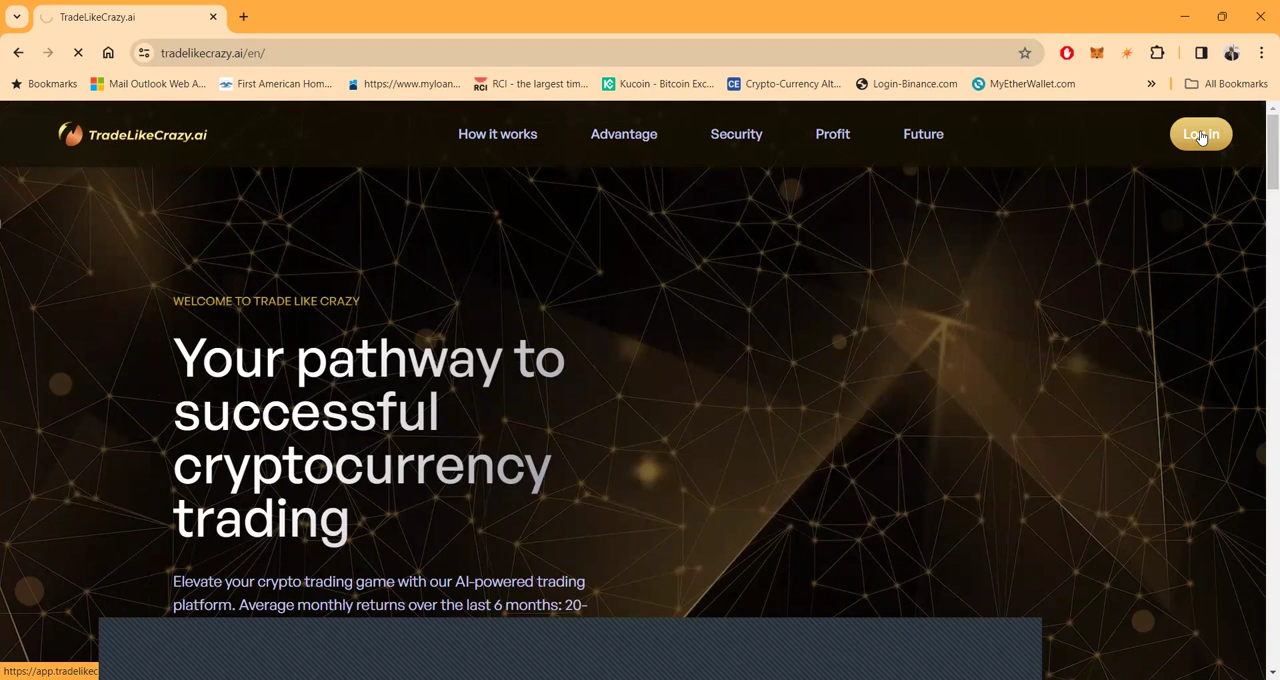 TradeLikeCrazy.ai
tradelikecrazy.ai/en/
Bookmarks
Mail Outlook Web A...
First American Hom...
https://www.myloan...
RCI - the largest tim...
Kucoin - Bitcoin Exc...
Crypto-Currency Alt...
Login-Binance.com
MyEtherWallet.com
»
All Bookmarks
TradeLikeCrazy.ai
How it works
Advantage
Security
Profit
Future
Log In
WELCOME TO TRADE LIKE CRAZY
Your pathway to
successful
cryptocurrency
trading
Elevate your crypto trading game with our AI-powered trading
platform. Average monthly returns over the last 6 months: 20-
https://app.tradelikec